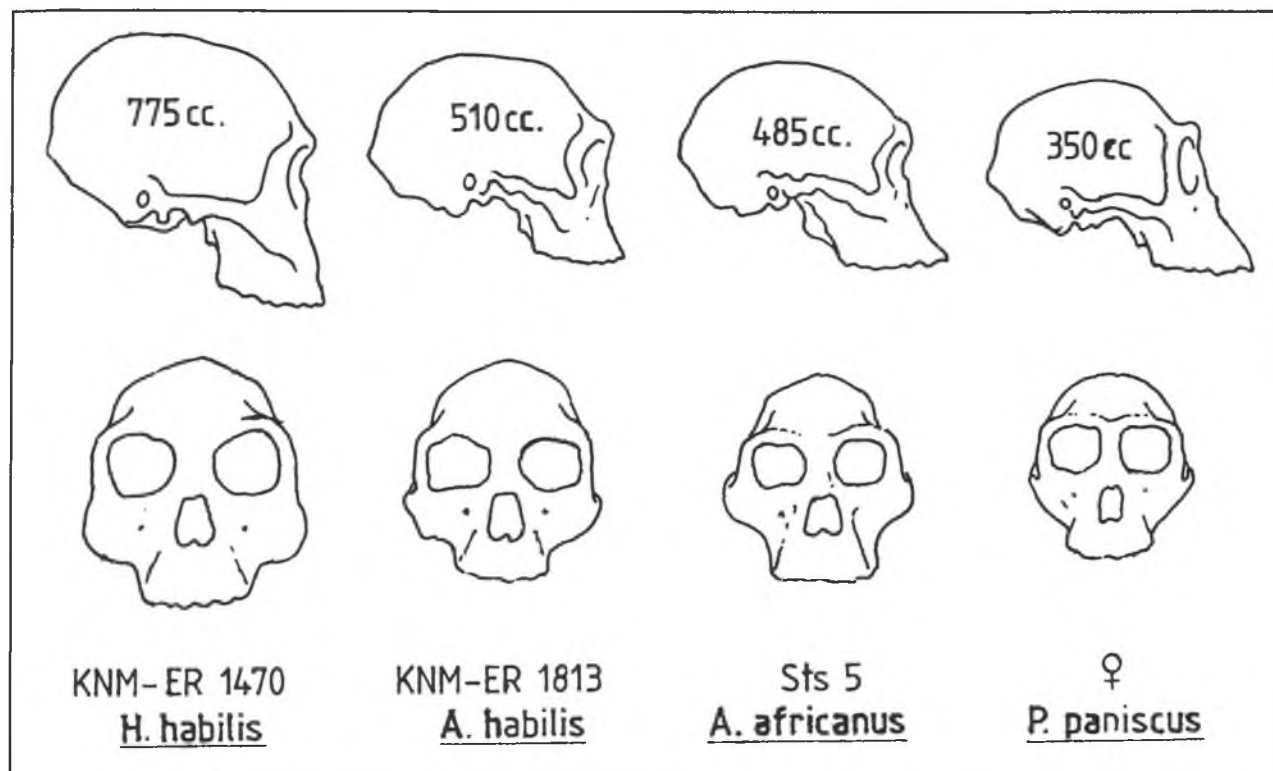 775cc.
510cc.
485cc.
350cc
KNM-ER 1470
H. habilis
KNM-ER 1813
A. habilis
Sts 5
A. africanus
♀
P. paniscus